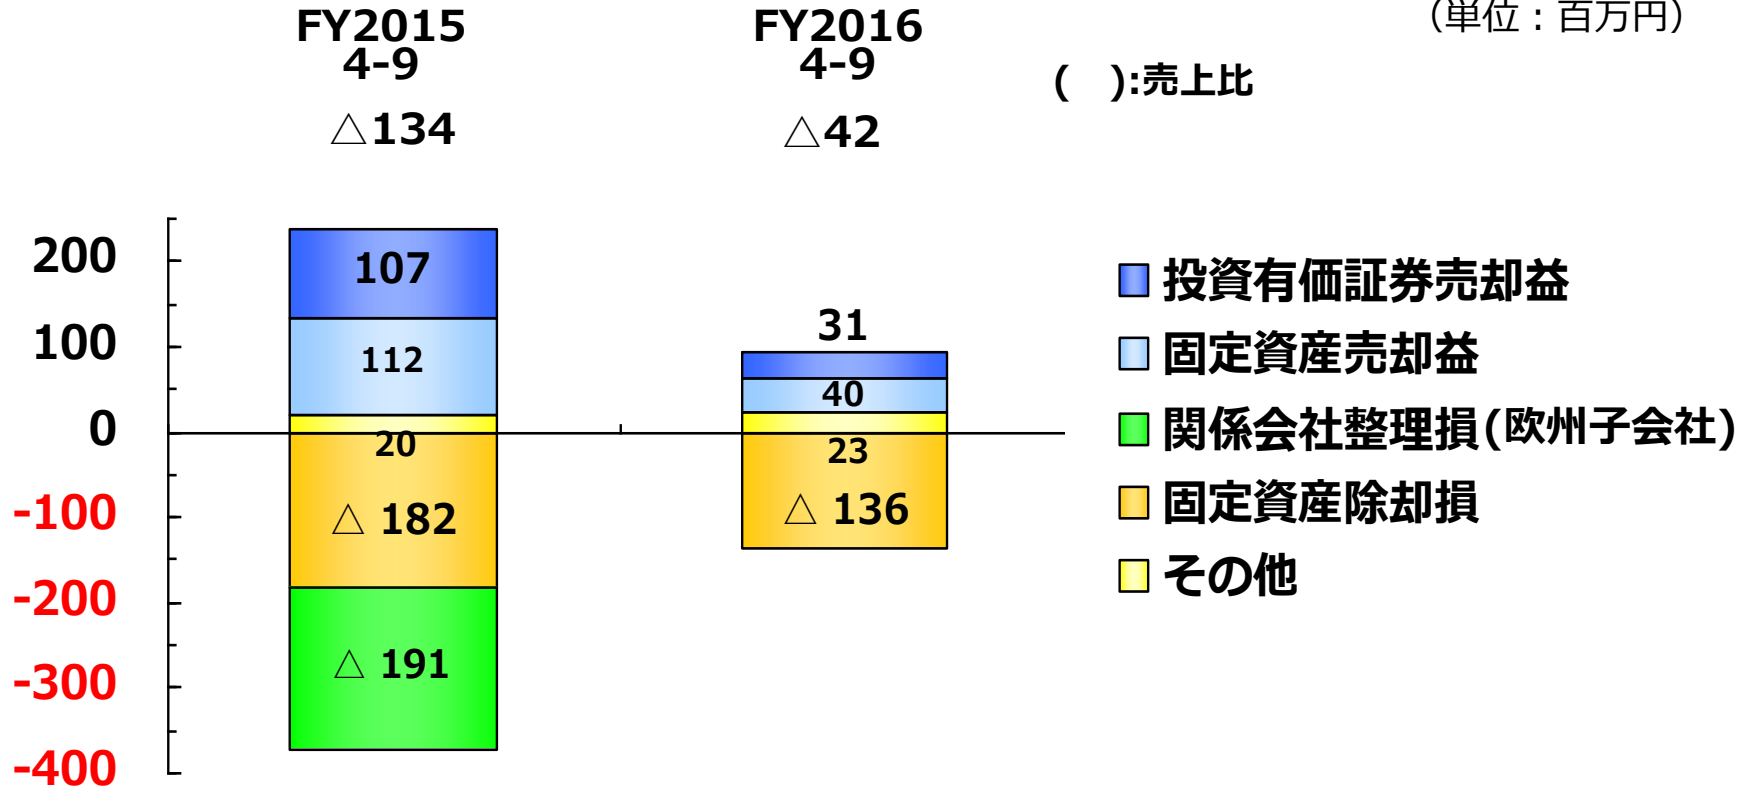 FY2015
4-9
△134
FY2016
4-9
△42
（単位：百万円）
(　):売上比
200
100
0
-100
-200
-300
-400
107
112
20
△ 182
△ 191
31
40
23
△ 136
投資有価証券売却益
固定資産売却益
関係会社整理損(欧州子会社)
固定資産除却損
その他